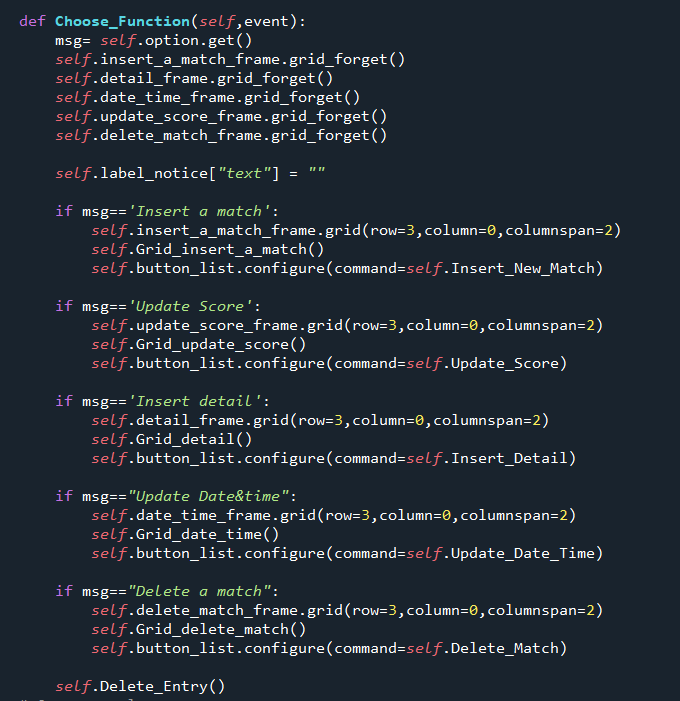 def Choose_Function(self,event):
    msg= self.option.get()
    self.insert_a_match_frame.grid_forget()
    self.detail_frame.grid_forget()
    self.date_time_frame.grid_forget()
    self.update_score_frame.grid_forget()
    self.delete_match_frame.grid_forget()

    self.label_notice["text"] = ""

    if msg=='Insert a match':
        self.insert_a_match_frame.grid(row=3,column=0,columnspan=2)
        self.Grid_insert_a_match()
        self.button_list.configure(command=self.Insert_New_Match)

    if msg=='Update Score':
        self.update_score_frame.grid(row=3,column=0,columnspan=2)
        self.Grid_update_score()
        self.button_list.configure(command=self.Update_Score)

    if msg=='Insert detail':
        self.detail_frame.grid(row=3,column=0,columnspan=2)
        self.Grid_detail()
        self.button_list.configure(command=self.Insert_Detail)

    if msg=="Update Date&time":
        self.date_time_frame.grid(row=3,column=0,columnspan=2)
        self.Grid_date_time()
        self.button_list.configure(command=self.Update_Date_Time)

    if msg=="Delete a match":
        self.delete_match_frame.grid(row=3,column=0,columnspan=2)
        self.Grid_delete_match()
        self.button_list.configure(command=self.Delete_Match)

    self.Delete_Entry()